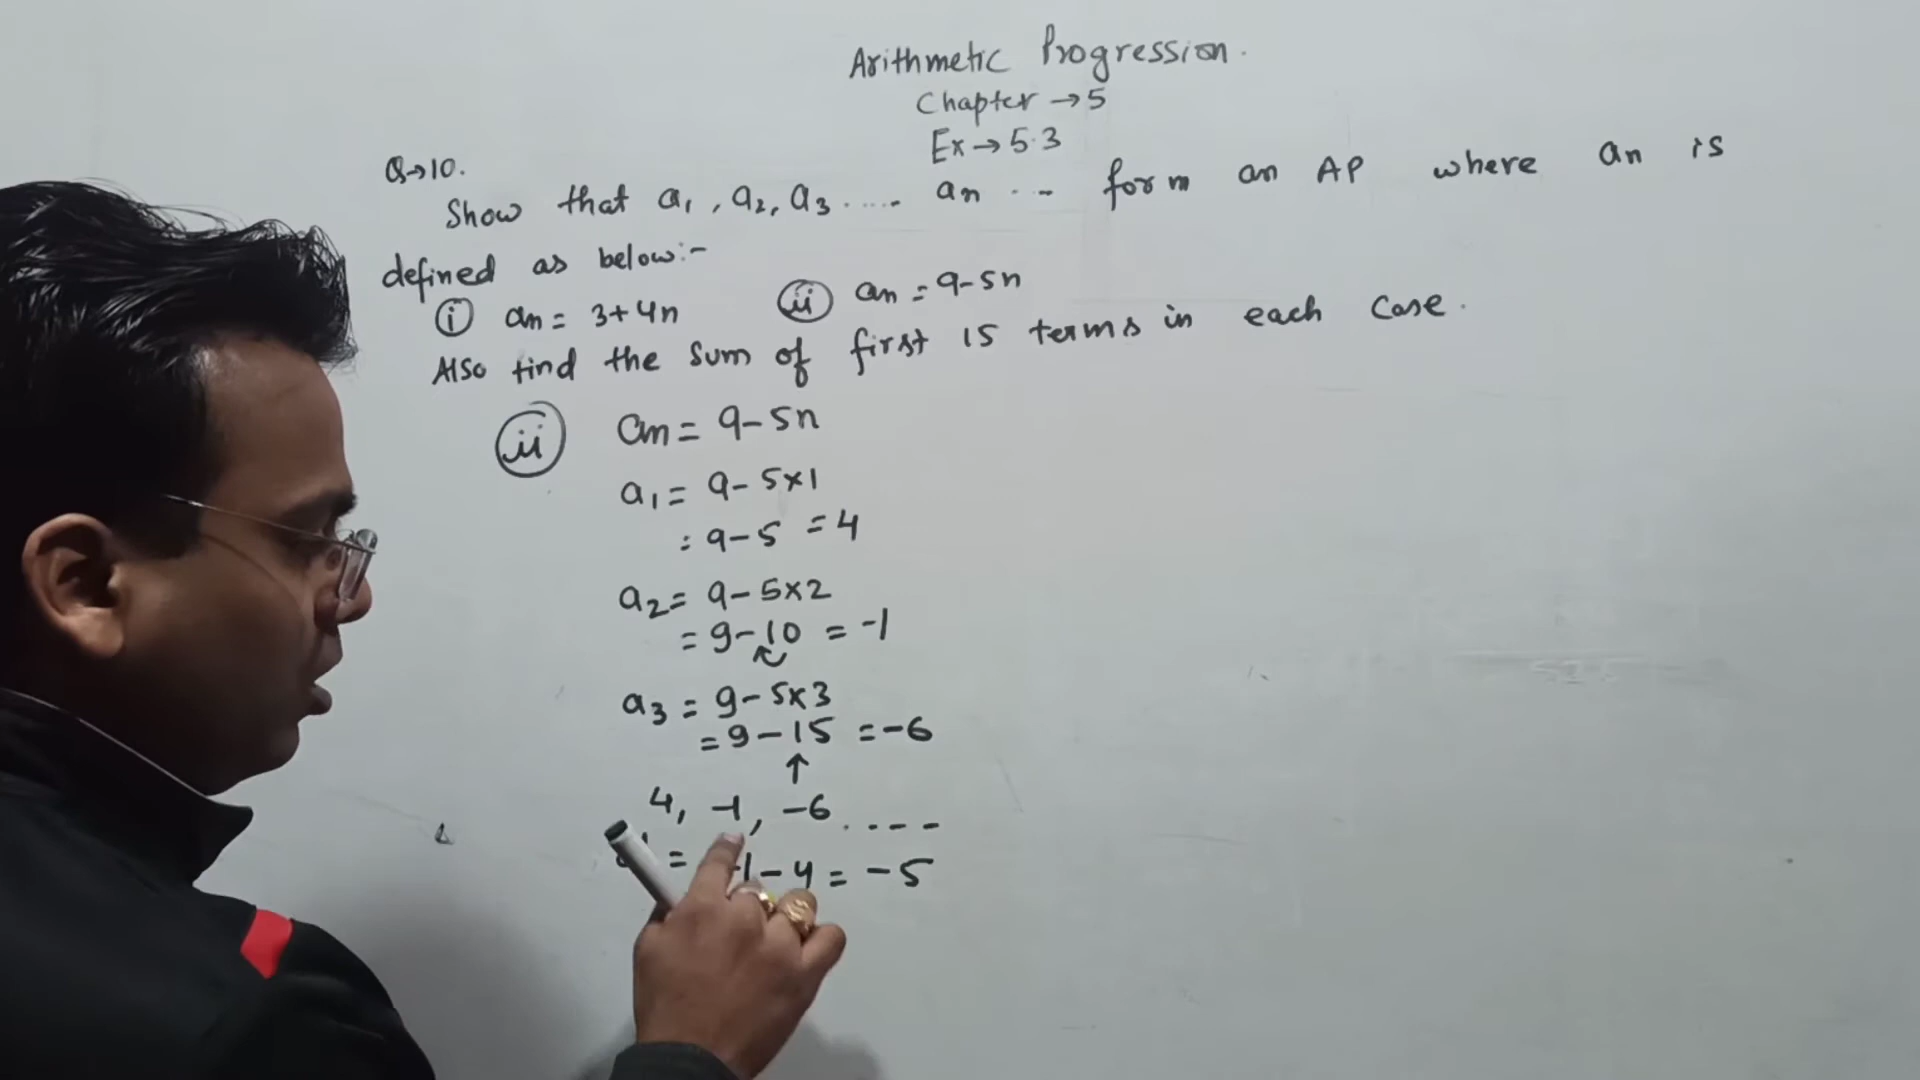 Arithmetic Progression.
Chapter → 5
Ex → 5.3
Q→10.
Show that a₁, a₂, a₃ ..... an ... form an AP where an is
defined as below:-
(i) an = 3+4n (ii) an = 9-5n
Also find the sum of first 15 terms in each case.
(ii) an = 9-5n
a₁ = 9-5×1
= 9-5 = 4
a₂ = 9-5×2
= 9-10 = -1
a₃ = 9-5×3
= 9-15 = -6
↑
4, -1, -6 .....
= -1-4 = -5